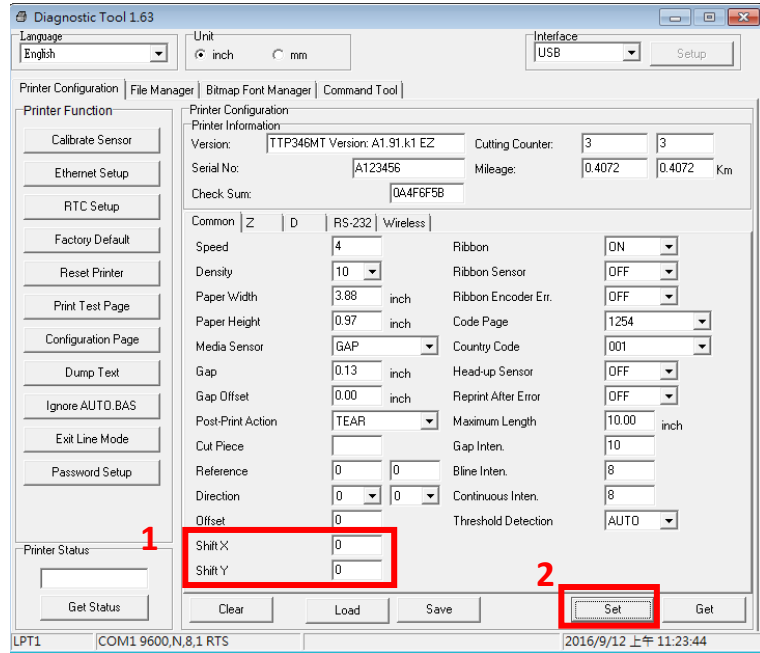 Diagnostic Tool 1.63
Language
English
Unit
inch mm
Interface
USB Setup
Printer Configuration File Manager Bitmap Font Manager Command Tool
Printer Function
Calibrate Sensor
Ethernet Setup
RTC Setup
Factory Default
Reset Printer
Print Test Page
Configuration Page
Dump Text
Ignore AUTO.BAS
Exit Line Mode
Password Setup
Printer Status
Get Status
Printer Configuration
Printer Information
Version: TTP346MT Version: A1.91.k1 EZ Cutting Counter: 3 3
Serial No: A123456 Mileage: 0.4072 0.4072 Km
Check Sum: 0A4F6F5B
Common Z D RS-232 Wireless
Speed 4 Ribbon ON
Density 10 Ribbon Sensor OFF
Paper Width 3.88 inch Ribbon Encoder Err. OFF
Paper Height 0.97 inch Code Page 1254
Media Sensor GAP Country Code 001
Gap 0.13 inch Head-up Sensor OFF
Gap Offset 0.00 inch Reprint After Error OFF
Post-Print Action TEAR Maximum Length 10.00 inch
Cut Piece Gap Inten. 10
Reference 0 0 Bline Inten. 8
Direction 0 0 Continuous Inten. 8
Offset 0 Threshold Detection AUTO
1
Shift X 0
Shift Y 0
2
Clear Load Save Set Get
LPT1 COM1 9600,N,8,1 RTS 2016/9/12 上午 11:23:44